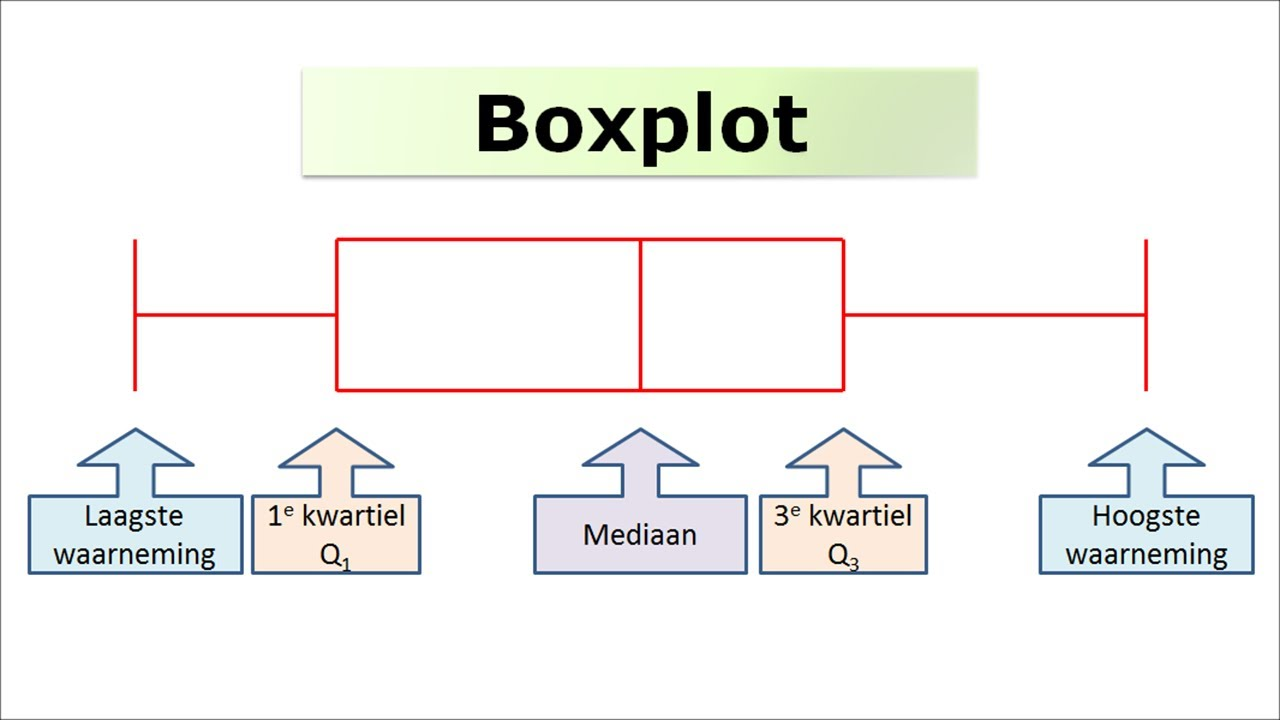 Boxplot
Laagste
waarneming
1e kwartiel
Q1
Mediaan
3e kwartiel
Q3
Hoogste
waarneming